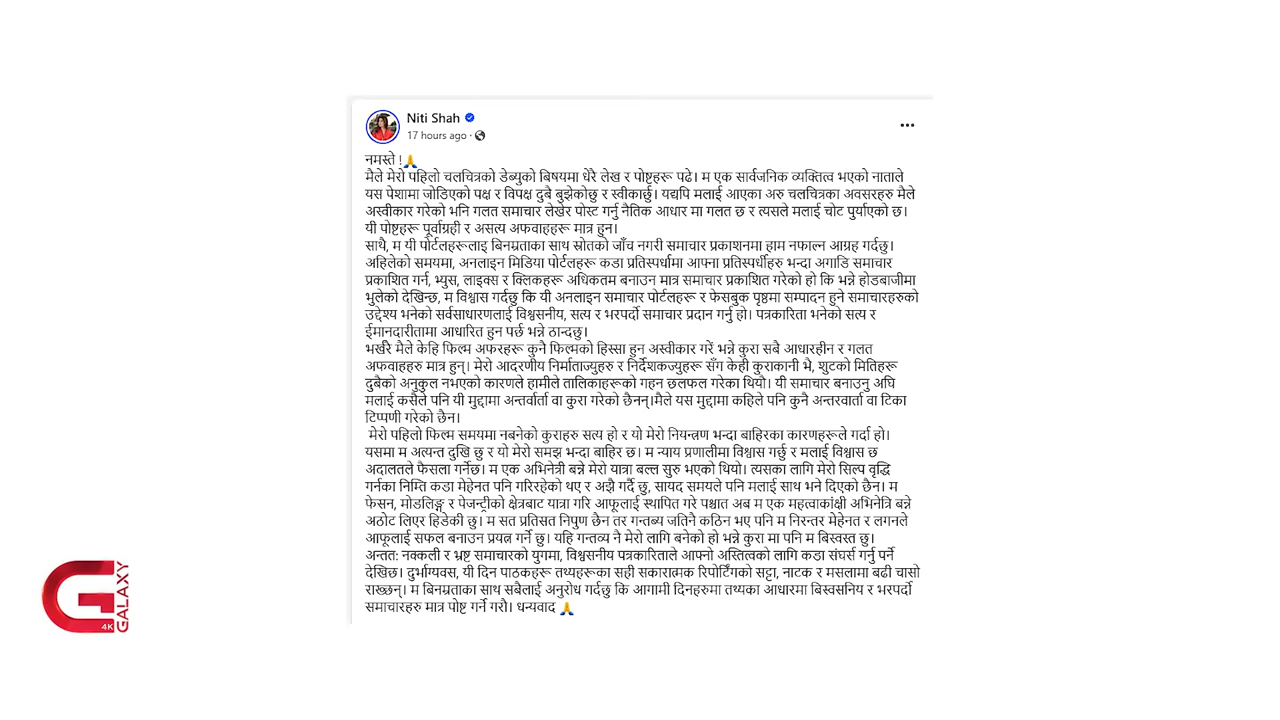 Niti Shah
17 hours ago ·
नमस्ते !🙏
मैले मेरो पहिलो चलचित्रको डेब्युको बिषयमा धेरै लेख र पोष्टहरू पढे। म एक सार्वजनिक व्यक्तित्व भएको नाताले
यस पेशामा जोडिएको पक्ष र विपक्ष दुबै बुझेकोछु र स्वीकार्छु। यद्यपि मलाई आएका अरु चलचित्रका अवसरहरु मैले
अस्वीकार गरेको भनि गलत समाचार लेखेर पोस्ट गर्नु नैतिक आधार मा गलत छ र त्यसले मलाई चोट पुर्याएको छ।
यी पोष्टहरू पूर्वाग्रही र असत्य अफवाहहरू मात्र हुन।
साथै, म यी पोर्टलहरूलाइ बिनम्रताका साथ स्रोतको जाँच नगरी समाचार प्रकाशनमा हाम नफाल्न आग्रह गर्दछु।
अहिलेको समयमा, अनलाइन मिडिया पोर्टलहरू कडा प्रतिस्पर्धामा आफ्ना प्रतिस्पर्धीहरु भन्दा अगाडि समाचार
प्रकाशित गर्न, भ्युस, लाइक्स र क्लिकहरू अधिकतम बनाउन मात्र समाचार प्रकाशित गरेको हो कि भन्ने होडबाजीमा
भुलेको देखिन्छ, म विश्वास गर्दछु कि यी अनलाइन समाचार पोर्टलहरू र फेसबुक पृष्ठमा सम्पादन हुने समाचारहरुको
उद्देश्य भनेको सर्वसाधारणलाई विश्वसनीय, सत्य र भरपर्दो समाचार प्रदान गर्नु हो। पत्रकारिता भनेको सत्य र
ईमानदारीतामा आधारित हुन पर्छ भन्ने ठान्दछु।
भर्खरै मैले केहि फिल्म अफरहरू कुनै फिल्मको हिस्सा हुन अस्वीकार गरें भन्ने कुरा सबै आधारहीन र गलत
अफवाहहरु मात्र हुन्। मेरो आदरणीय निर्माताज्युहरु र निर्देशकज्युहरू सँग केही कुराकानी भै, शुटको मितिहरू
दुबैको अनुकुल नभएको कारणले हामीले तालिकाहरूको गहन छलफल गरेका थियौ। यी समाचार बनाउनु अघि
मलाई कसैले पनि यी मुद्दामा अन्तर्वार्ता वा कुरा गरेको छैनन्।मैले यस मुद्दामा कहिले पनि कुनै अन्तरवार्ता वा टिका
टिप्पणी गरेको छैन।
मेरो पहिलो फिल्म समयमा नबनेको कुराहरु सत्य हो र यो मेरो नियन्त्रण भन्दा बाहिरका कारणहरूले गर्दा हो।
यसमा म अत्यन्त दुखि छु र यो मेरो समझ भन्दा बाहिर छ। म न्याय प्रणालीमा विश्वास गर्छु र मलाई विश्वास छ
अदालतले फैसला गर्नेछ। म एक अभिनेत्री बन्ने मेरो यात्रा बल्ल सुरु भएको थियो। त्यसका लागि मेरो सिल्प वृद्धि
गर्नका निम्ति कडा मेहेनत पनि गरिरहेको थए र अझै गर्दै छु, सायद समयले पनि मलाई साथ भने दिएको छैन। म
फेसन, मोडलिङ्ग र पेजन्ट्रीको क्षेत्रबाट यात्रा गरि आफूलाई स्थापित गरे पश्चात अब म एक महत्वाकांक्षी अभिनेत्रि बन्ने
अठोट लिएर हिडेकी छु। म सत प्रतिसत निपुण छैन तर गन्तब्य जतिनै कठिन भए पनि म निरन्तर मेहेनत र लगनले
आफूलाई सफल बनाउन प्रयत्न गर्ने छु। यहि गन्तव्य नै मेरो लागि बनेको हो भन्ने कुरा मा पनि म बिस्वस्त छु।
अन्तत: नक्कली र भ्रष्ट समाचारको युगमा, विश्वसनीय पत्रकारिताले आफ्नो अस्तित्वको लागि कडा संघर्स गर्नु पर्ने
देखिछ। दुर्भाग्यवस, यी दिन पाठकहरू तथ्यहरूका सही सकारात्मक रिपोर्टिंगको सट्टा, नाटक र मसलामा बढी चासो
राख्छन्। म बिनम्रताका साथ सबैलाई अनुरोध गर्दछु कि आगामी दिनहरुमा तथ्यका आधारमा बिस्वसनिय र भरपर्दो
समाचारहरु मात्र पोष्ट गर्ने गरौ। धन्यवाद 🙏
4K GALAXY